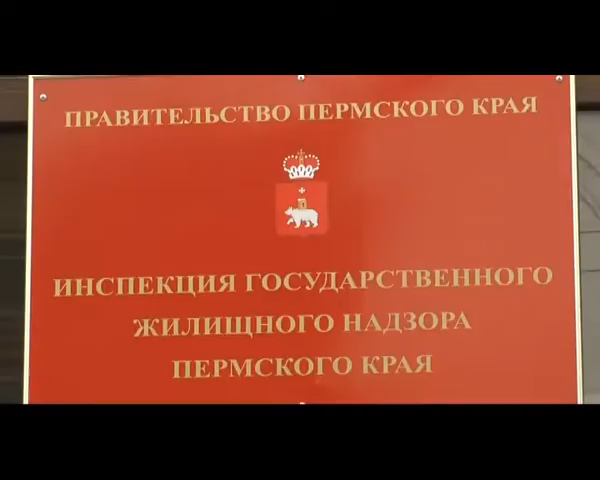 ПРАВИТЕЛЬСТВО ПЕРМСКОГО КРАЯ
ИНСПЕКЦИЯ ГОСУДАРСТВЕННОГО
ЖИЛИЩНОГО НАДЗОРА
ПЕРМСКОГО КРАЯ